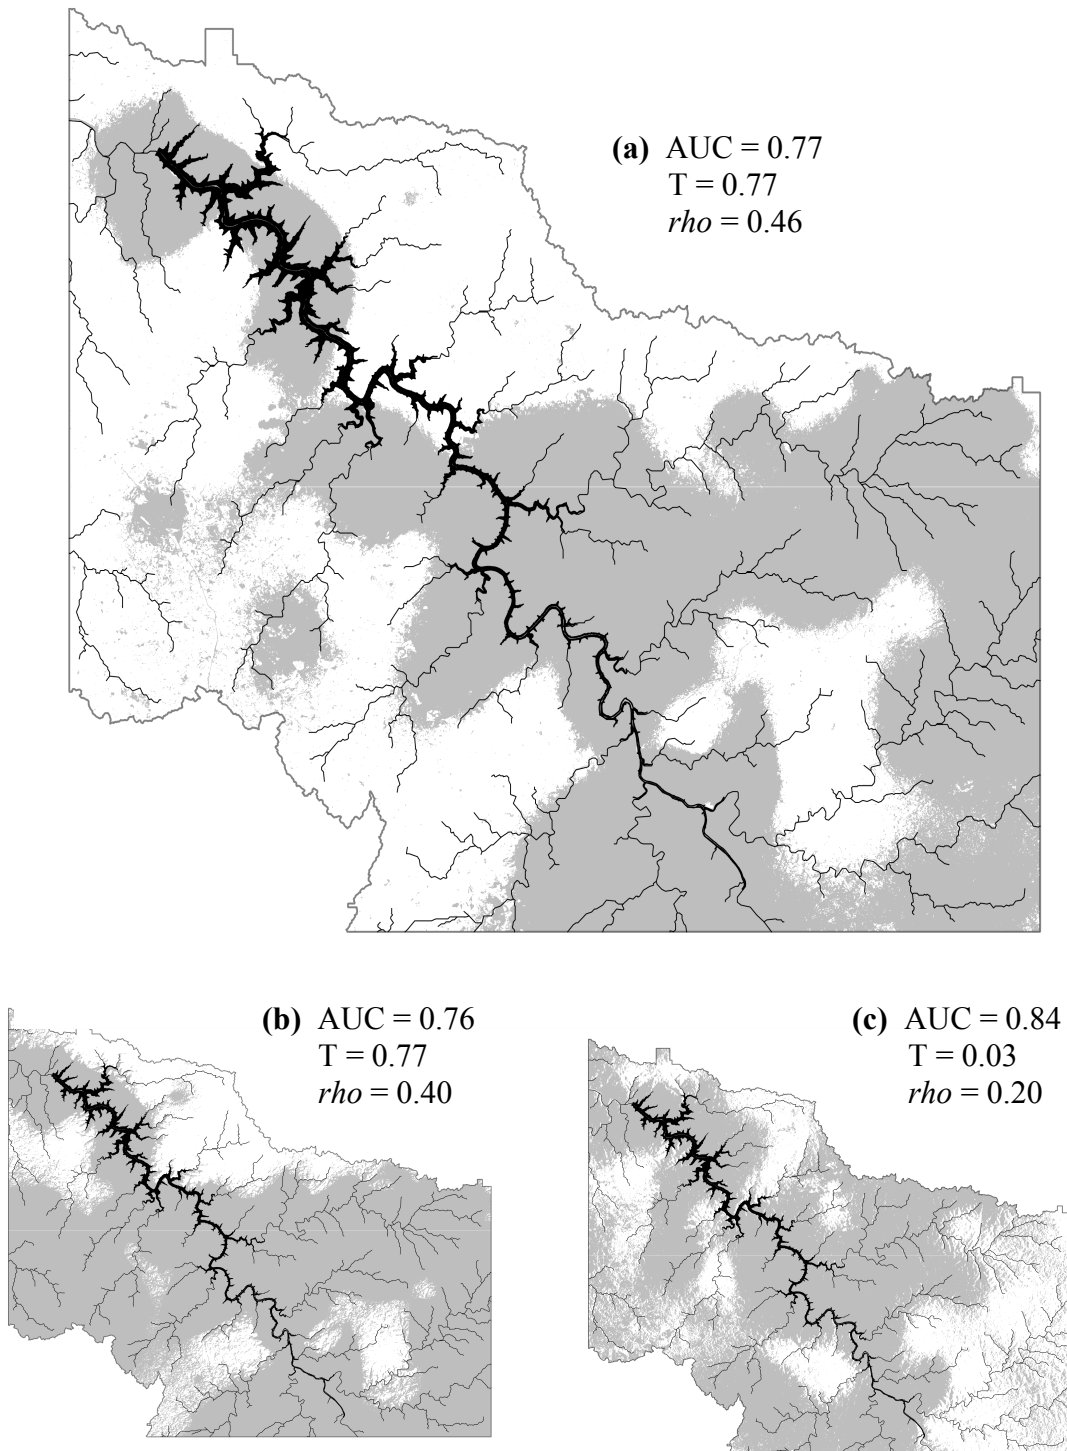 (a) AUC = 0.77
T = 0.77
rho = 0.46
(b) AUC = 0.76
T = 0.77
rho = 0.40
(c) AUC = 0.84
T = 0.03
rho = 0.20